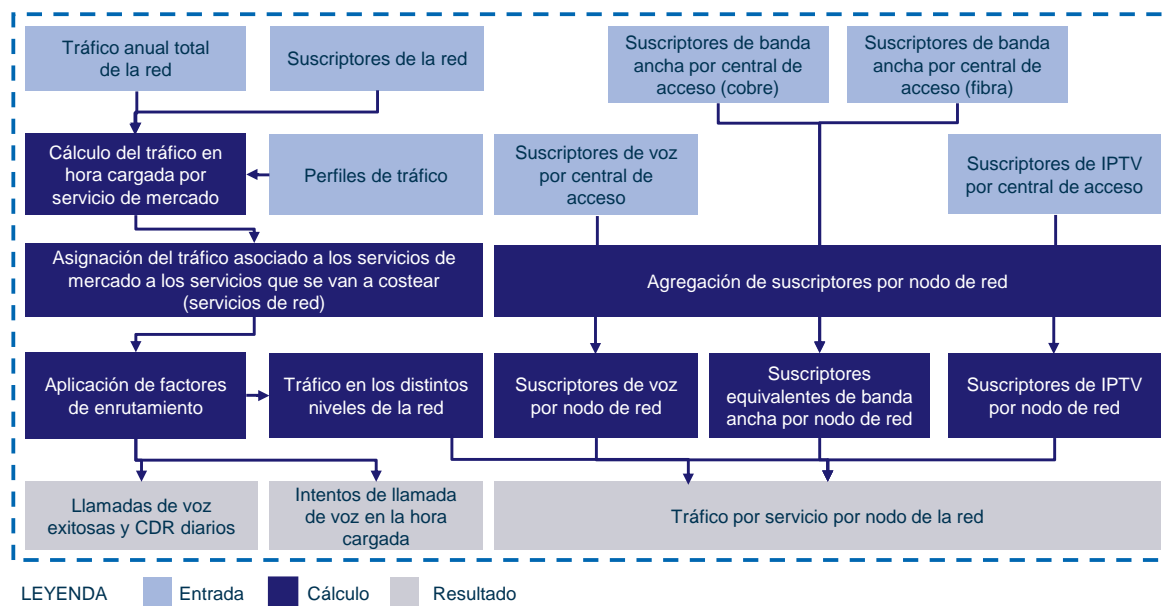 Tráfico anual total
de la red
Suscriptores de la red
Suscriptores de banda
ancha por central de
acceso (cobre)
Suscriptores de banda
ancha por central de
acceso (fibra)
Cálculo del tráfico en
hora cargada por
servicio de mercado
Perfiles de tráfico
Suscriptores de voz
por central de
acceso
Suscriptores de IPTV
por central de acceso
Asignación del tráfico asociado a los servicios de
mercado a los servicios que se van a costear
(servicios de red)
Agregación de suscriptores por nodo de red
Aplicación de factores
de enrutamiento
Tráfico en los distintos
niveles de la red
Suscriptores de voz
por nodo de red
Suscriptores
equivalentes de banda
ancha por nodo de red
Suscriptores de IPTV
por nodo de red
Llamadas de voz
exitosas y CDR diarios
Intentos de llamada
de voz en la hora
cargada
Tráfico por servicio por nodo de la red
LEYENDA Entrada Cálculo Resultado